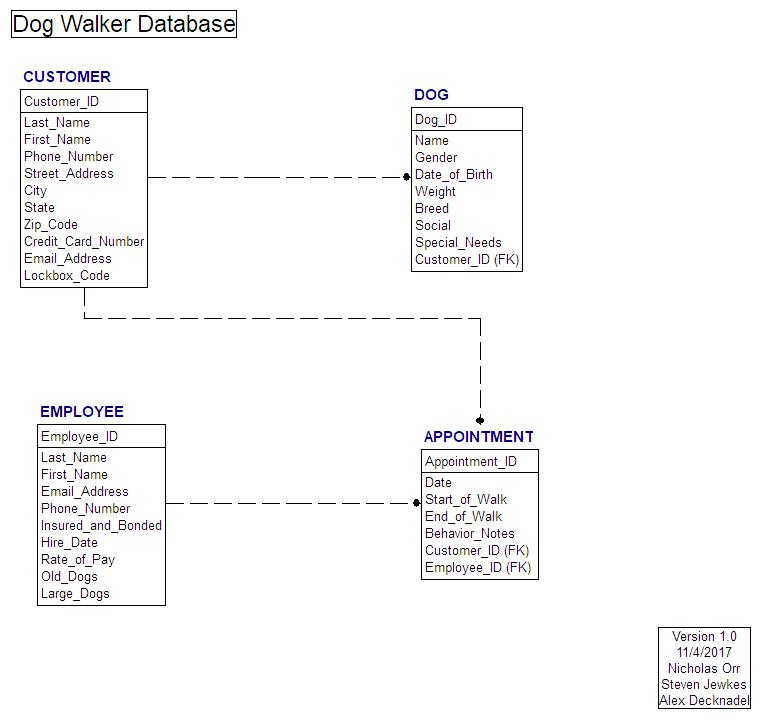 Dog Walker Database
CUSTOMER
Customer_ID
Last_Name
First_Name
Phone_Number
Street_Address
City
State
Zip_Code
Credit_Card_Number
Email_Address
Lockbox_Code
DOG
Dog_ID
Name
Gender
Date_of_Birth
Weight
Breed
Social
Special_Needs
Customer_ID (FK)
EMPLOYEE
Employee_ID
Last_Name
First_Name
Email_Address
Phone_Number
Insured_and_Bonded
Hire_Date
Rate_of_Pay
Old_Dogs
Large_Dogs
APPOINTMENT
Appointment_ID
Date
Start_of_Walk
End_of_Walk
Behavior_Notes
Customer_ID (FK)
Employee_ID (FK)
Version 1.0
11/4/2017
Nicholas Orr
Steven Jewkes
Alex Decknadel